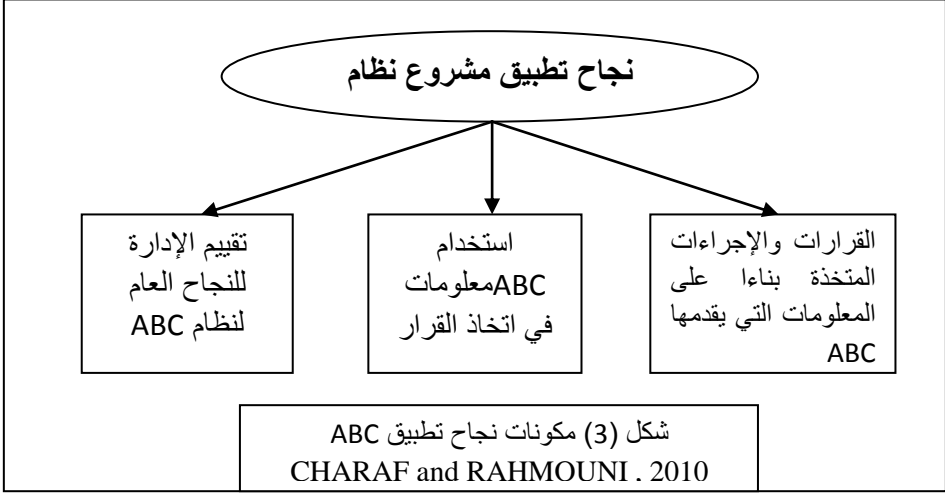 نجاح تطبيق مشروع نظام
القرارات والإجراءات
المتخذة بناءا على
المعلومات التي يقدمها
ABC
استخدام
ABCمعلومات
في اتخاذ القرار
تقييم الإدارة
للنجاح العام
لنظام ABC
شكل (3) مكونات نجاح تطبيق ABC
CHARAF and RAHMOUNI . 2010